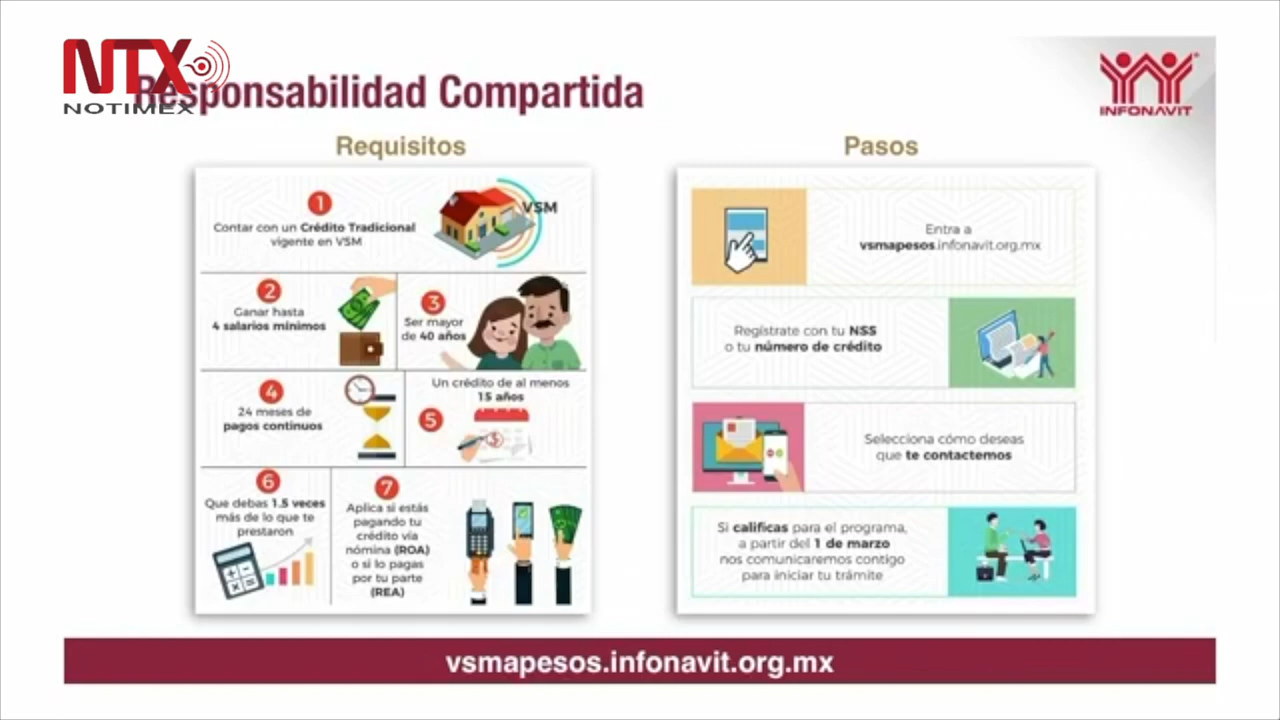 NTX
NOTIMEX
Responsabilidad Compartida
INFONAVIT
Requisitos
1
Contar con un Crédito Tradicional
vigente en VSM
VSM
2
Ganar hasta
4 salarios mínimos
3
Ser mayor
de 40 años
4
24 meses de
pagos continuos
Un crédito de al menos
15 años
5
6
Que debas 1.5 veces
más de lo que te
prestaron
7
Aplica si estás
pagando tu
crédito vía
nómina (ROA)
o si lo pagas
por tu parte
(REA)
Pasos
Entra a
vsmapesos.infonavit.org.mx
Regístrate con tu NSS
o tu número de crédito
Selecciona cómo deseas
que te contactemos
Si calificas para el programa,
a partir del 1 de marzo
nos comunicaremos contigo
para iniciar tu trámite
vsmapesos.infonavit.org.mx